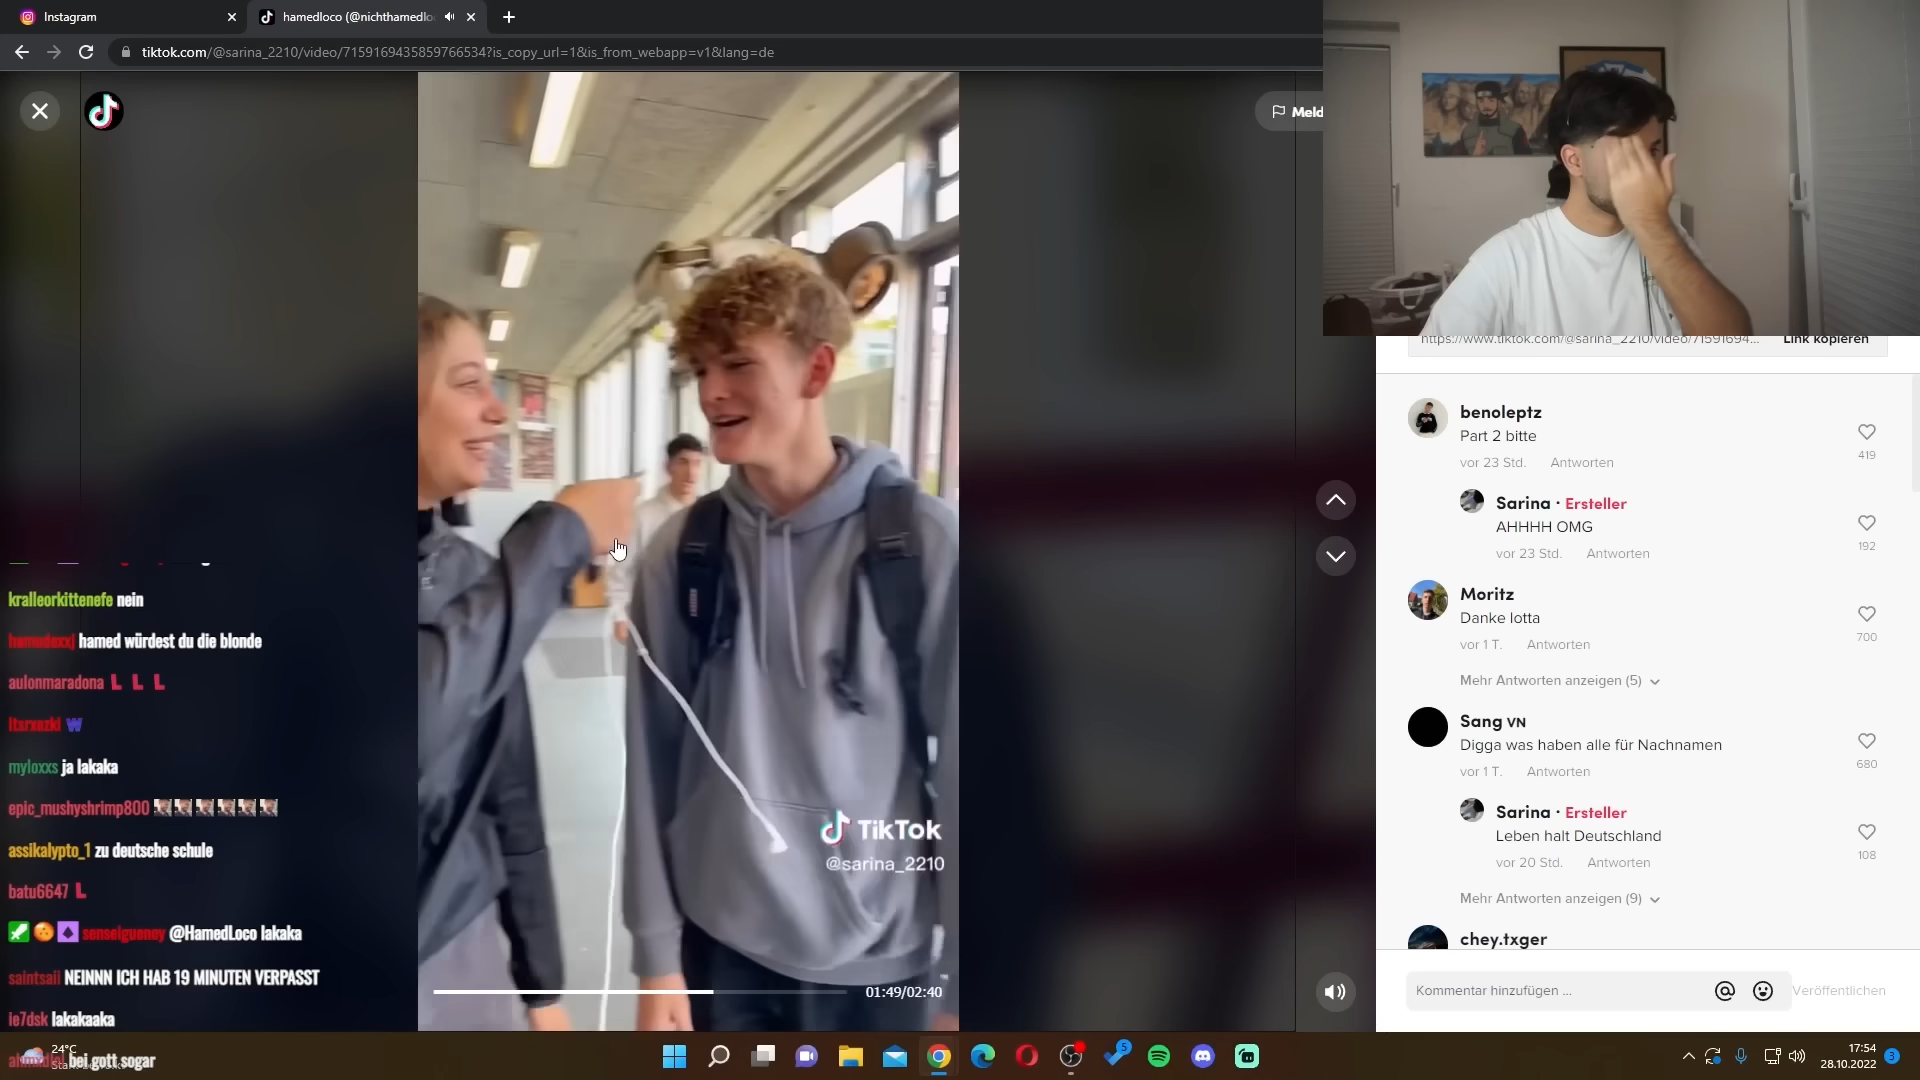 Instagram
hamedloco (@nichthamedlo
tiktok.com/@sarina_2210/video/7159169435859766534?is_copy_url=1&is_from_webapp=v1&lang=de
Meld
https://www.tiktok.com/@sarina_2210/video/71591694... Link kopieren
benoleptz
Part 2 bitte
vor 23 Std. Antworten
419
Sarina · Ersteller
AHHHH OMG
vor 23 Std. Antworten
192
Moritz
Danke lotta
vor 1 T. Antworten
700
Mehr Antworten anzeigen (5)
Sang VN
Digga was haben alle für Nachnamen
vor 1 T. Antworten
680
Sarina · Ersteller
Leben halt Deutschland
vor 20 Std. Antworten
108
Mehr Antworten anzeigen (9)
chey.txger
Kommentar hinzufügen ...
Veröffentlichen
kralleorkittenefe nein
hamed würdest du die blonde
aulonmaradona L L L
W
myloxxs ja lakaka
epic_mushyshrimp800
assikalypto_1 zu deutsche schule
batu6647 L
@HamedLoco lakaka
saintsail NEINNN ICH HAB 19 MINUTEN VERPASST
ie7dsk lakakaaka
bei gott sogar
TikTok
@sarina_2210
01:49/02:40
24°C
5
17:54
28.10.2022
3